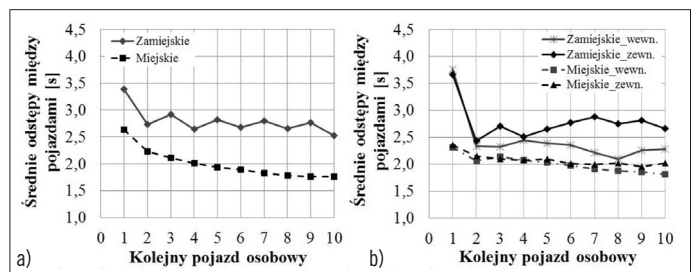 4,5
4,0
3,5
3,0
2,5
2,0
1,5
1,0
Średnie odstępy między
pojazdami [s]
Zamiejskie
Miejskie
0 1 2 3 4 5 6 7 8 9 10
Kolejny pojazd osobowy
a)
4,5
4,0
3,5
3,0
2,5
2,0
1,5
1,0
Średnie odstępy między
pojazdami [s]
Zamiejskie_wewn.
Zamiejskie_zewn.
Miejskie_wewn.
Miejskie_zewn.
0 1 2 3 4 5 6 7 8 9 10
Kolejny pojazd osobowy
b)